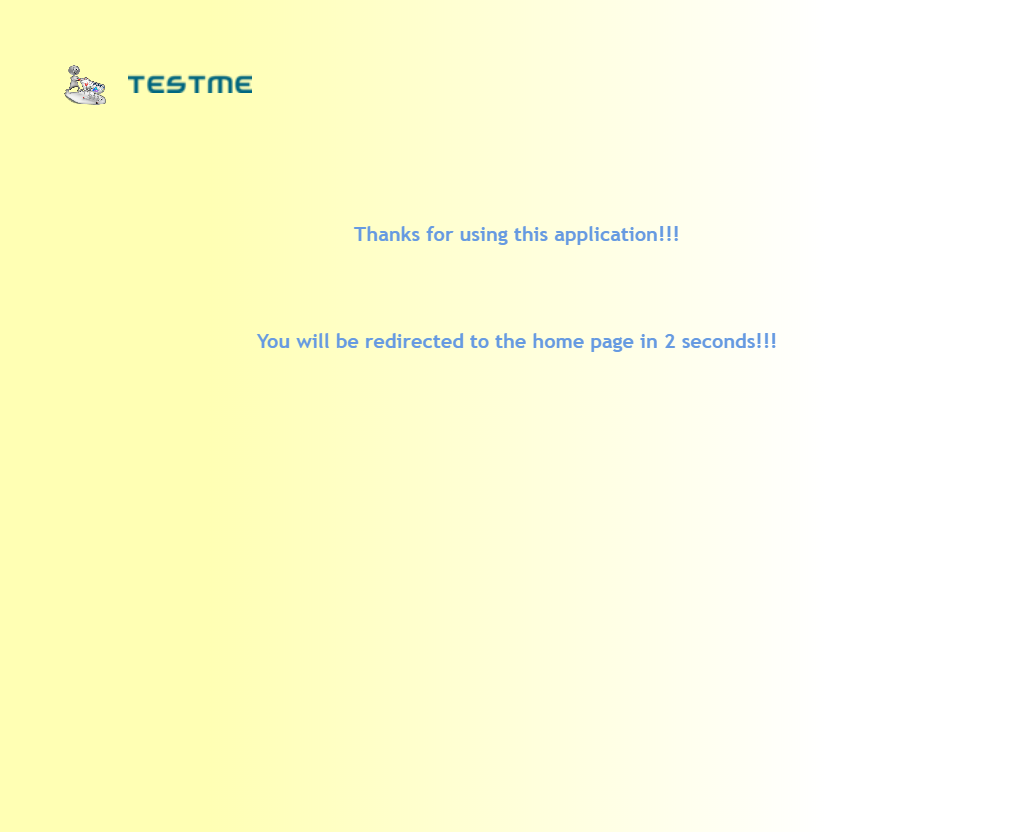 TESTME
Thanks for using this application!!!
You will be redirected to the home page in 2 seconds!!!